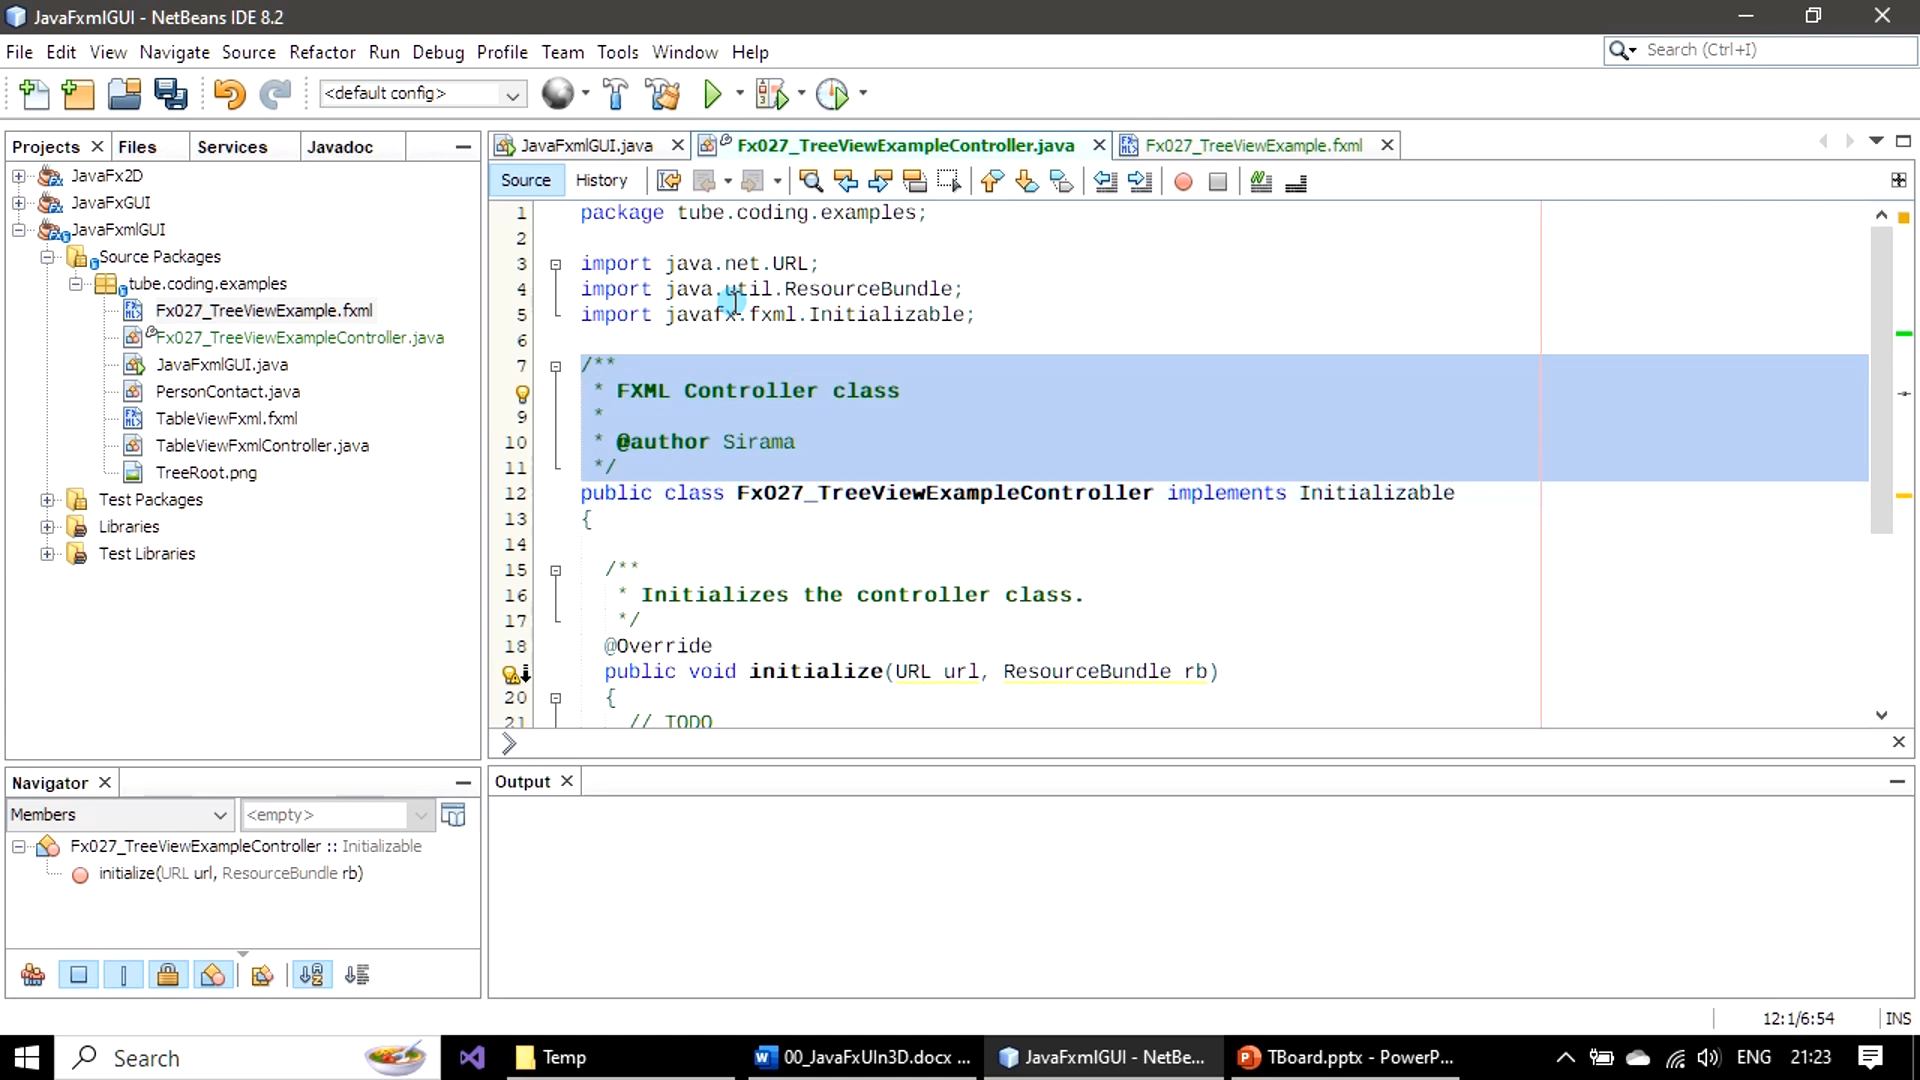 JavaFxmlGUI - NetBeans IDE 8.2
File Edit View Navigate Source Refactor Run Debug Profile Team Tools Window Help
Search (Ctrl+I)
<default config>
Projects Files Services Javadoc
JavaFx2D
JavaFxGUI
JavaFxmlGUI
Source Packages
tube.coding.examples
Fx027_TreeViewExample.fxml
Fx027_TreeViewExampleController.java
JavaFxmlGUI.java
PersonContact.java
TableViewFxml.fxml
TableViewFxmlController.java
TreeRoot.png
Test Packages
Libraries
Test Libraries
JavaFxmlGUI.java Fx027_TreeViewExampleController.java Fx027_TreeViewExample.fxml
Source History
1 package tube.coding.examples;
2
3 import java.net.URL;
4 import java.util.ResourceBundle;
5 import javafx.fxml.Initializable;
6
7 /**
* FXML Controller class
9 *
10 * @author Sirama
11 */
12 public class Fx027_TreeViewExampleController implements Initializable
13 {
14
15 /**
16 * Initializes the controller class.
17 */
18 @Override
public void initialize(URL url, ResourceBundle rb)
20 {
21 // TODO
Navigator
Members <empty>
Fx027_TreeViewExampleController :: Initializable
initialize(URL url, ResourceBundle rb)
Output
12:1/6:54 INS
Search Temp 00_JavaFxUIn3D.docx ... JavaFxmlGUI - NetBe... TBoard.pptx - PowerP... ENG 21:23